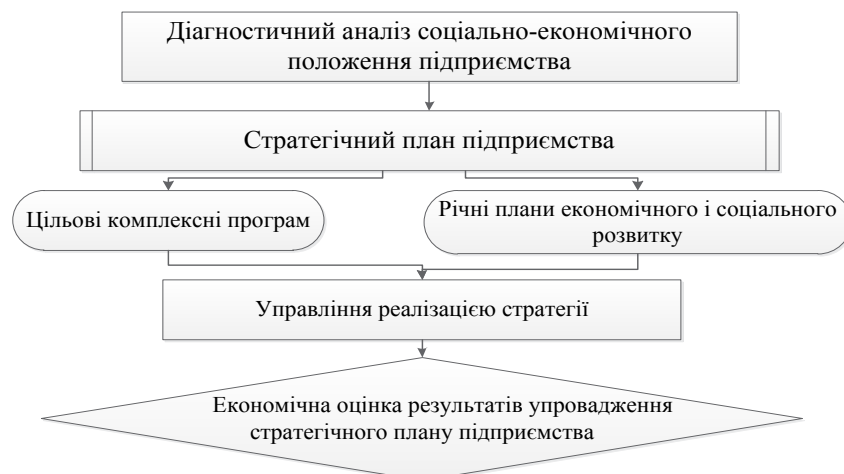 Діагностичний аналіз соціально-економічного
положення підприємства
Стратегічний план підприємства
Цільові комплексні програм
Річні плани економічного і соціального
розвитку
Управління реалізацією стратегії
Економічна оцінка результатів упровадження
стратегічного плану підприємства